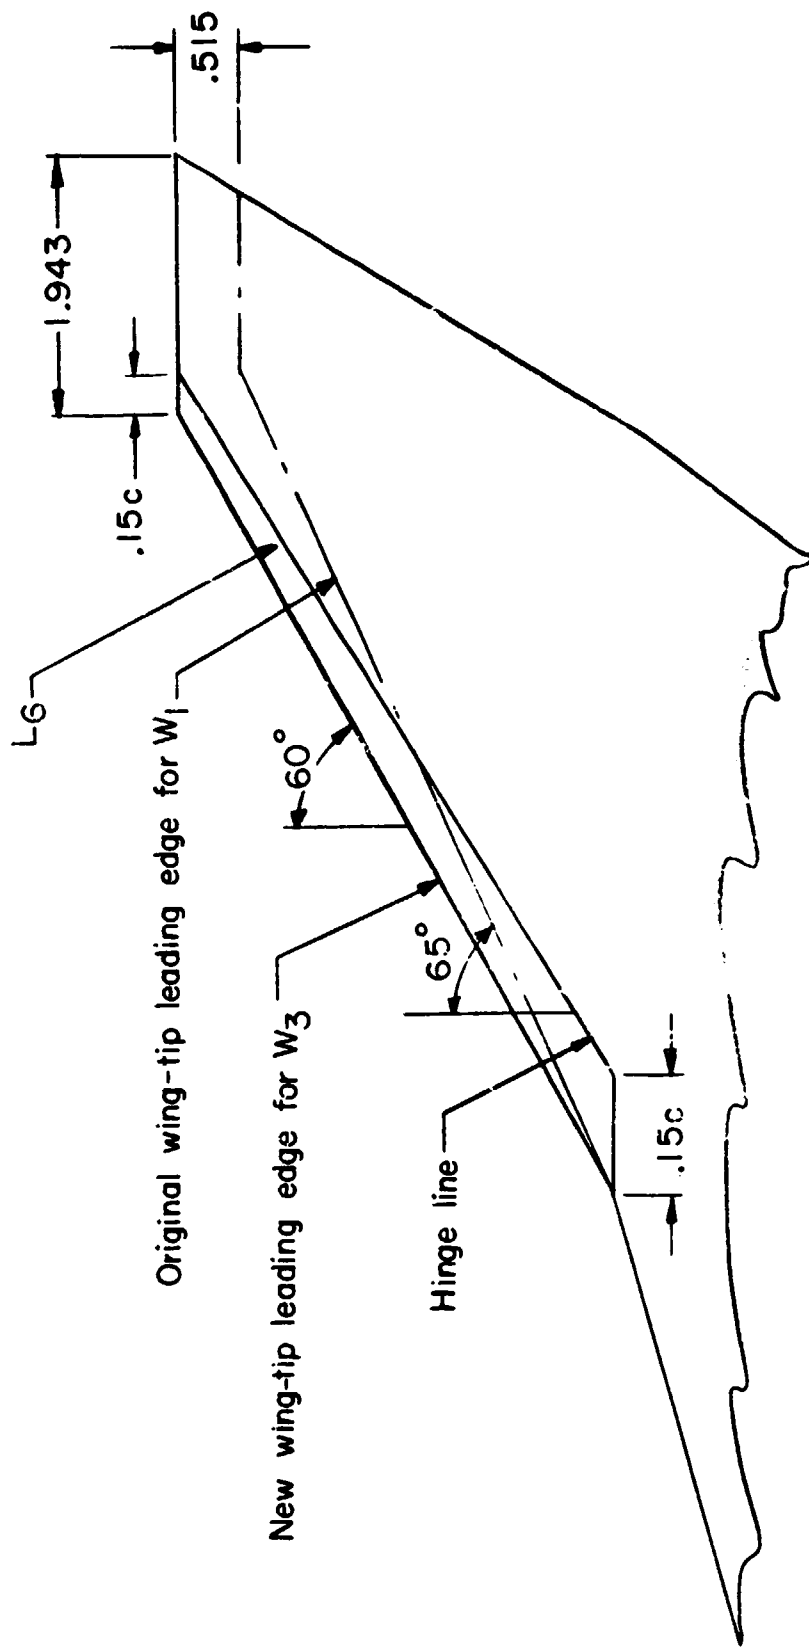 .515
1.943
.15c
L6
Original wing-tip leading edge for W1
60°
New wing-tip leading edge for W3
65°
Hinge line
.15c